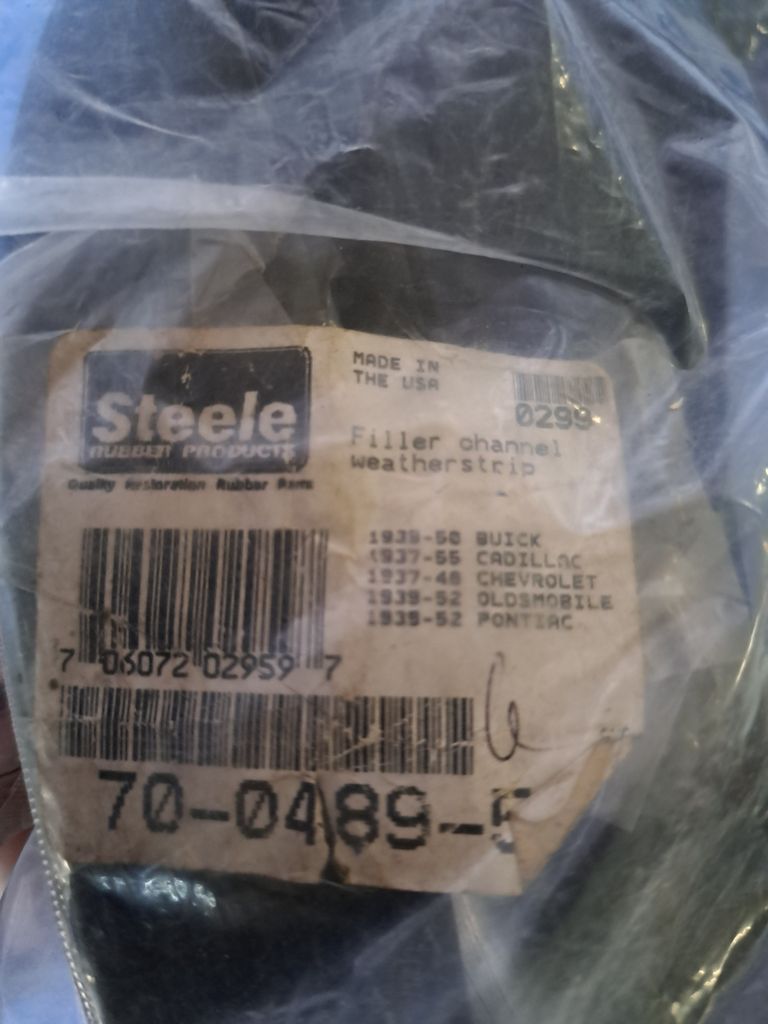 Steele
RUBBER PRODUCTS
Quality Restoration Rubber Parts
MADE IN
THE USA
0299
Filler channel
weatherstrip
1939-50 BUICK
1937-55 CADILLAC
1937-48 CHEVROLET
1939-52 OLDSMOBILE
1935-52 PONTIAC
7 06072 02959 7
6
70-0489-5